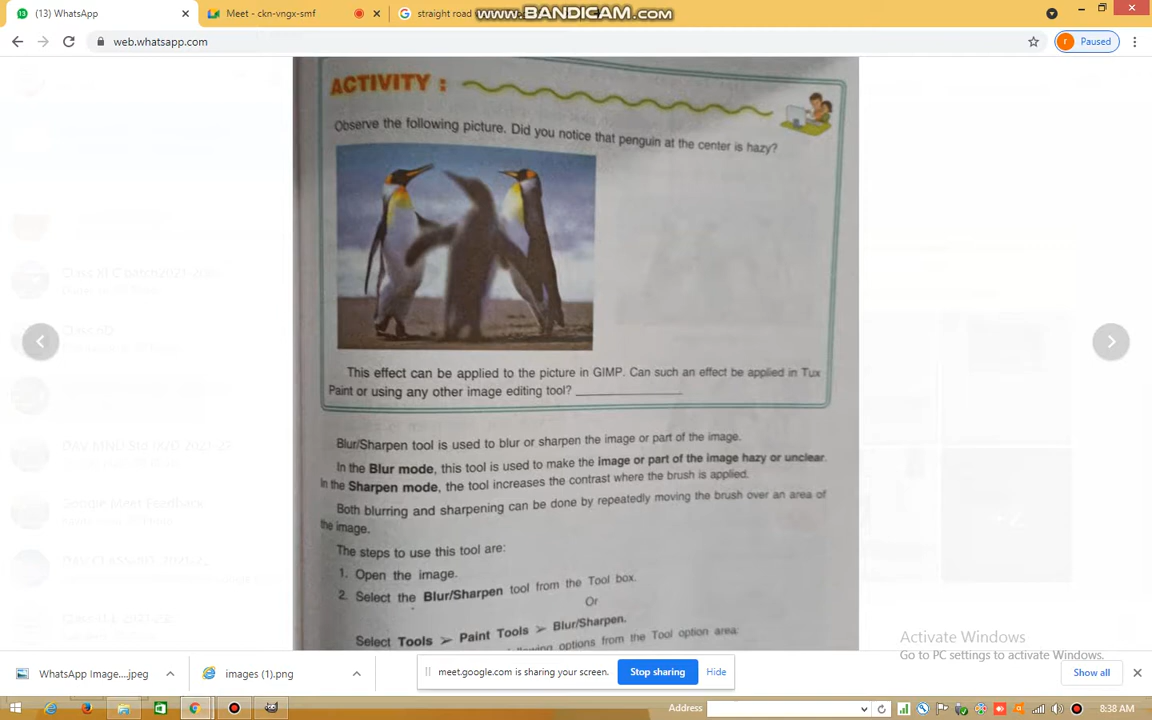 (13) WhatsApp
Meet - ckn-vngx-smf
straight road
www.BANDICAM.com
web.whatsapp.com
r
Paused
ACTIVITY :
Observe the following picture. Did you notice that penguin at the center is hazy?
This effect can be applied to the picture in GIMP. Can such an effect be applied in Tux
Paint or using any other image editing tool?
Blur/Sharpen tool is used to blur or sharpen the image or part of the image.
In the Blur mode, this tool is used to make the image or part of the image hazy or unclear.
In the Sharpen mode, the tool increases the contrast where the brush is applied.
Both blurring and sharpening can be done by repeatedly moving the brush over an area of
the image.
The steps to use this tool are:
1. Open the image.
2. Select the Blur/Sharpen tool from the Tool box.
Or
Select Tools ➢ Paint Tools ➢ Blur/Sharpen.
following options from the Tool option area:
Google Meet Feedback
Activate Windows
Go to PC settings to activate Windows.
WhatsApp Image....jpeg
images (1).png
meet.google.com is sharing your screen.
Stop sharing
Hide
Show all
Address
8:38 AM